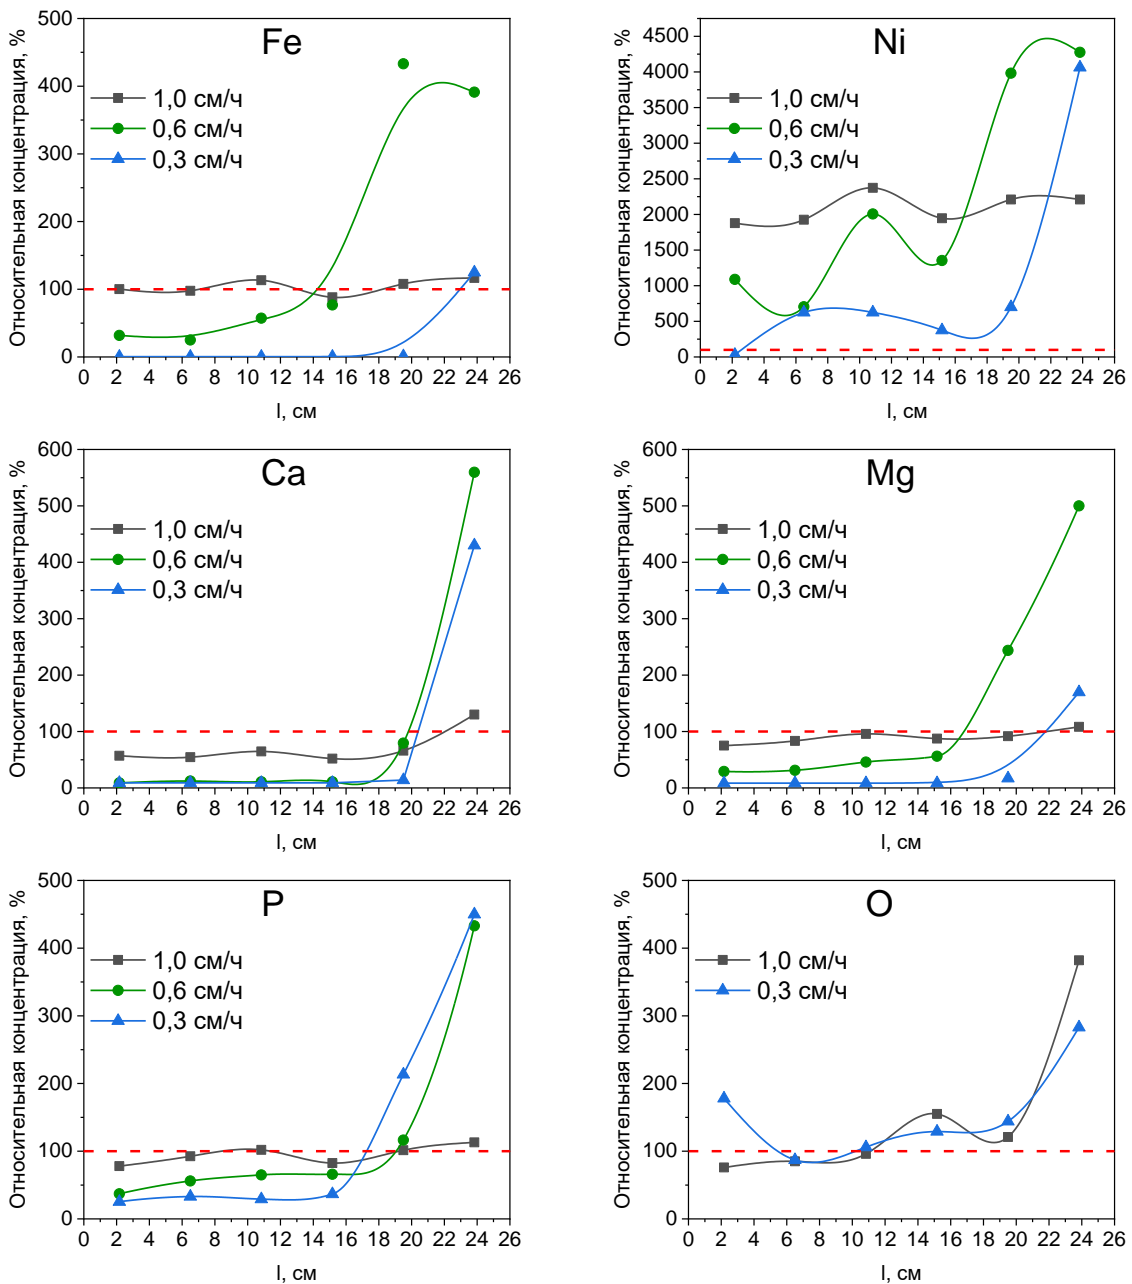 Fe
Относительная концентрация, %
500
400
300
200
100
0
1,0 см/ч
0,6 см/ч
0,3 см/ч
0 2 4 6 8 10 12 14 16 18 20 22 24 26
l, см
Ni
Относительная концентрация, %
4500
4000
3500
3000
2500
2000
1500
1000
500
0
1,0 см/ч
0,6 см/ч
0,3 см/ч
0 2 4 6 8 10 12 14 16 18 20 22 24 26
l, см
Ca
Относительная концентрация, %
600
500
400
300
200
100
0
1,0 см/ч
0,6 см/ч
0,3 см/ч
0 2 4 6 8 10 12 14 16 18 20 22 24 26
l, см
Mg
Относительная концентрация, %
600
500
400
300
200
100
0
1,0 см/ч
0,6 см/ч
0,3 см/ч
0 2 4 6 8 10 12 14 16 18 20 22 24 26
l, см
P
Относительная концентрация, %
500
400
300
200
100
0
1,0 см/ч
0,6 см/ч
0,3 см/ч
0 2 4 6 8 10 12 14 16 18 20 22 24 26
l, см
O
Относительная концентрация, %
500
400
300
200
100
0
1,0 см/ч
0,3 см/ч
0 2 4 6 8 10 12 14 16 18 20 22 24 26
l, см